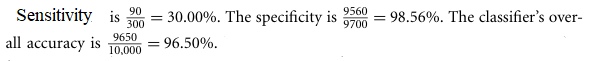 Sensitivity is 90/300 = 30.00%. The specificity is 9560/9700 = 98.56%. The classifier's over-
all accuracy is 9650/10,000 = 96.50%.